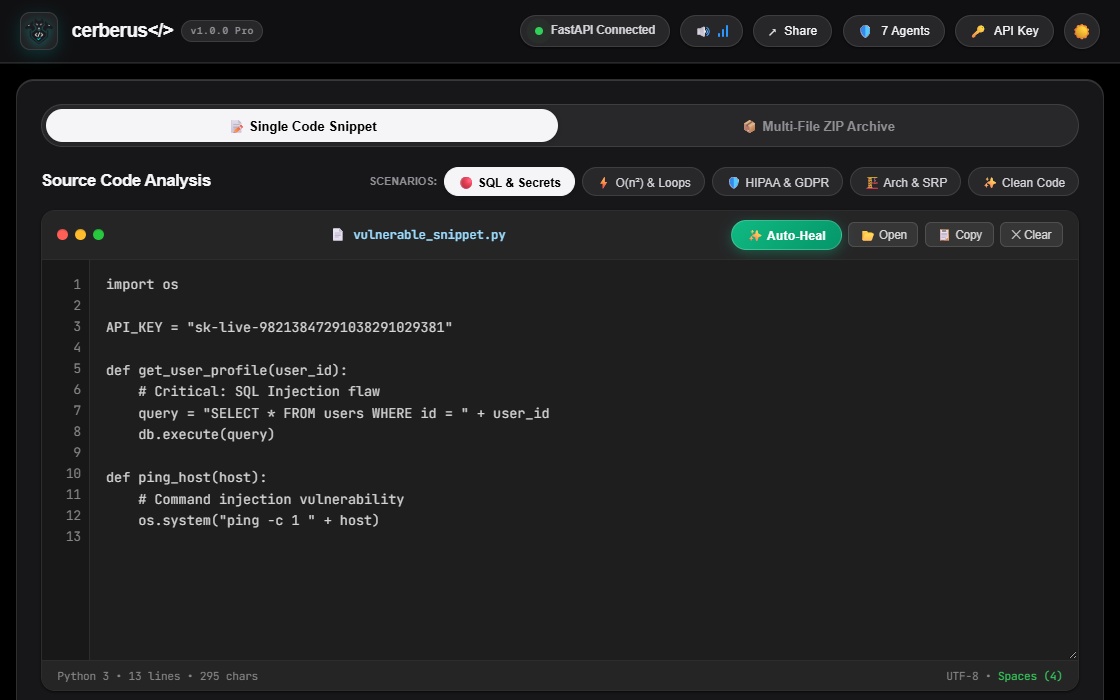 cerberus</> v1.0.0 Pro FastAPI Connected ↗ Share 7 Agents API Key
Single Code Snippet Multi-File ZIP Archive
Source Code Analysis SCENARIOS: SQL & Secrets O(n²) & Loops HIPAA & GDPR Arch & SRP Clean Code
vulnerable_snippet.py Auto-Heal Open Copy X Clear
1 import os
2
3 API_KEY = "sk-live-98213847291038291029381"
4
5 def get_user_profile(user_id):
6     # Critical: SQL Injection flaw
7     query = "SELECT * FROM users WHERE id = " + user_id
8     db.execute(query)
9
10 def ping_host(host):
11     # Command injection vulnerability
12     os.system("ping -c 1 " + host)
13
Python 3 • 13 lines • 295 chars UTF-8 • Spaces (4)